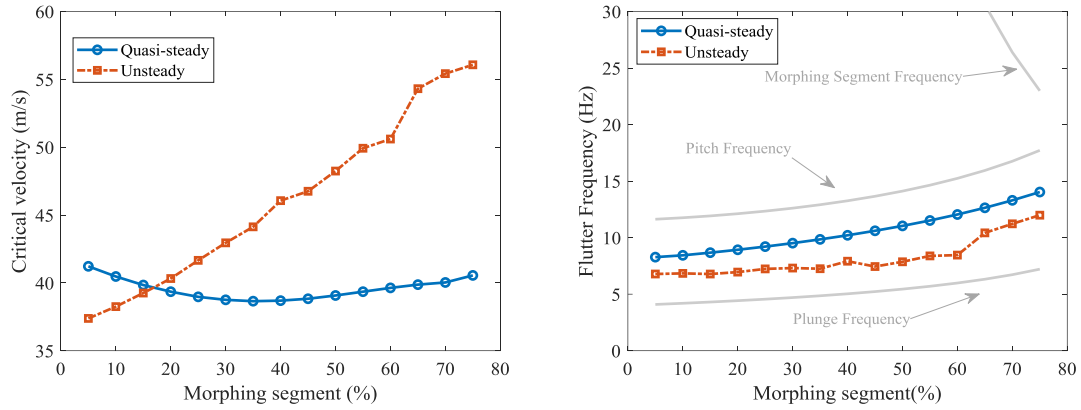 60
55
50
45
40
35
Critical velocity (m/s)
Quasi-steady
Unsteady
0 10 20 30 40 50 60 70 80
Morphing segment (%)
30
25
20
15
10
5
0
Flutter Frequency (Hz)
Quasi-steady
Unsteady
Morphing Segment Frequency
Pitch Frequency
Plunge Frequency
0 10 20 30 40 50 60 70 80
Morphing segment(%)